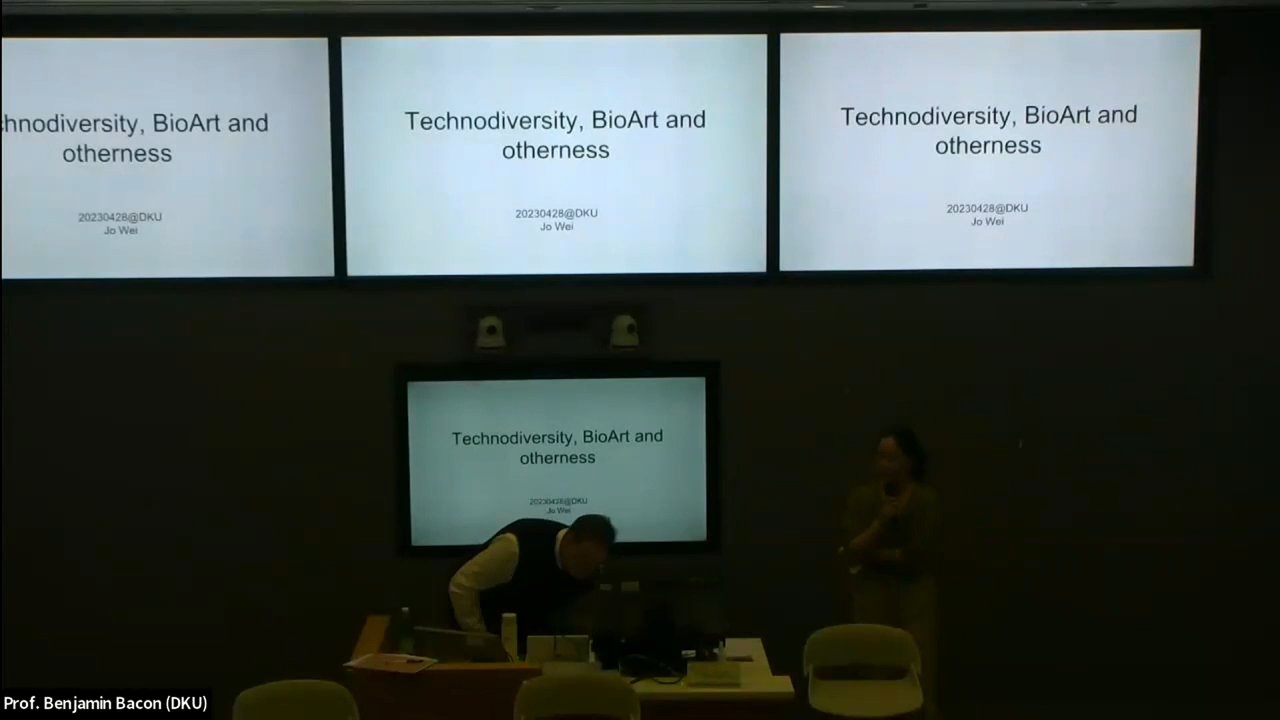 chnodiversity, BioArt and
otherness
20230428@DKU
Jo Wei
Technodiversity, BioArt and
otherness
20230428@DKU
Jo Wei
Technodiversity, BioArt and
otherness
20230428@DKU
Jo Wei
Technodiversity, BioArt and
otherness
20230428@DKU
Jo Wei
Prof. Benjamin Bacon (DKU)